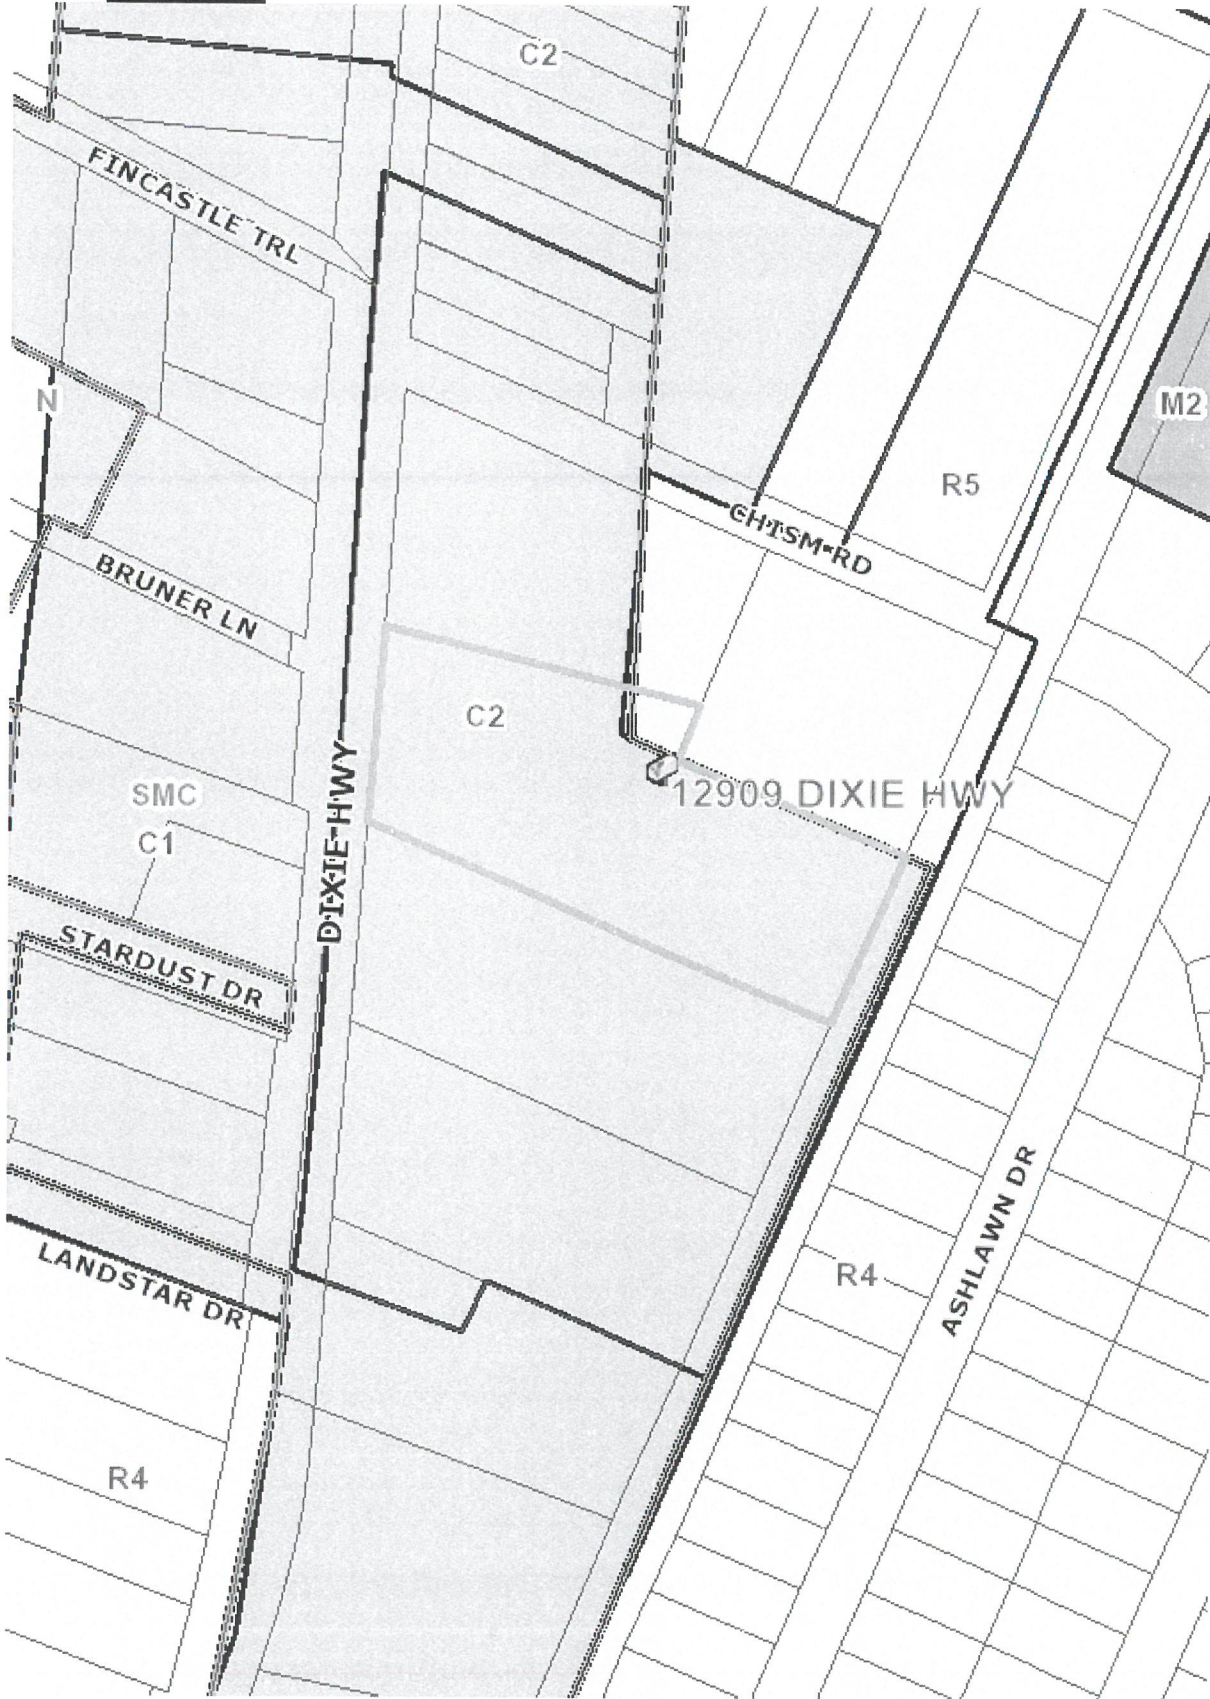 C2
FINCASTLE TRL
N
M2
R5
CHISM RD
BRUNER LN
C2
DIXIE HWY
12909 DIXIE HWY
SMC
C1
STARDUST DR
ASHLAWN DR
LANDSTAR DR
R4
R4